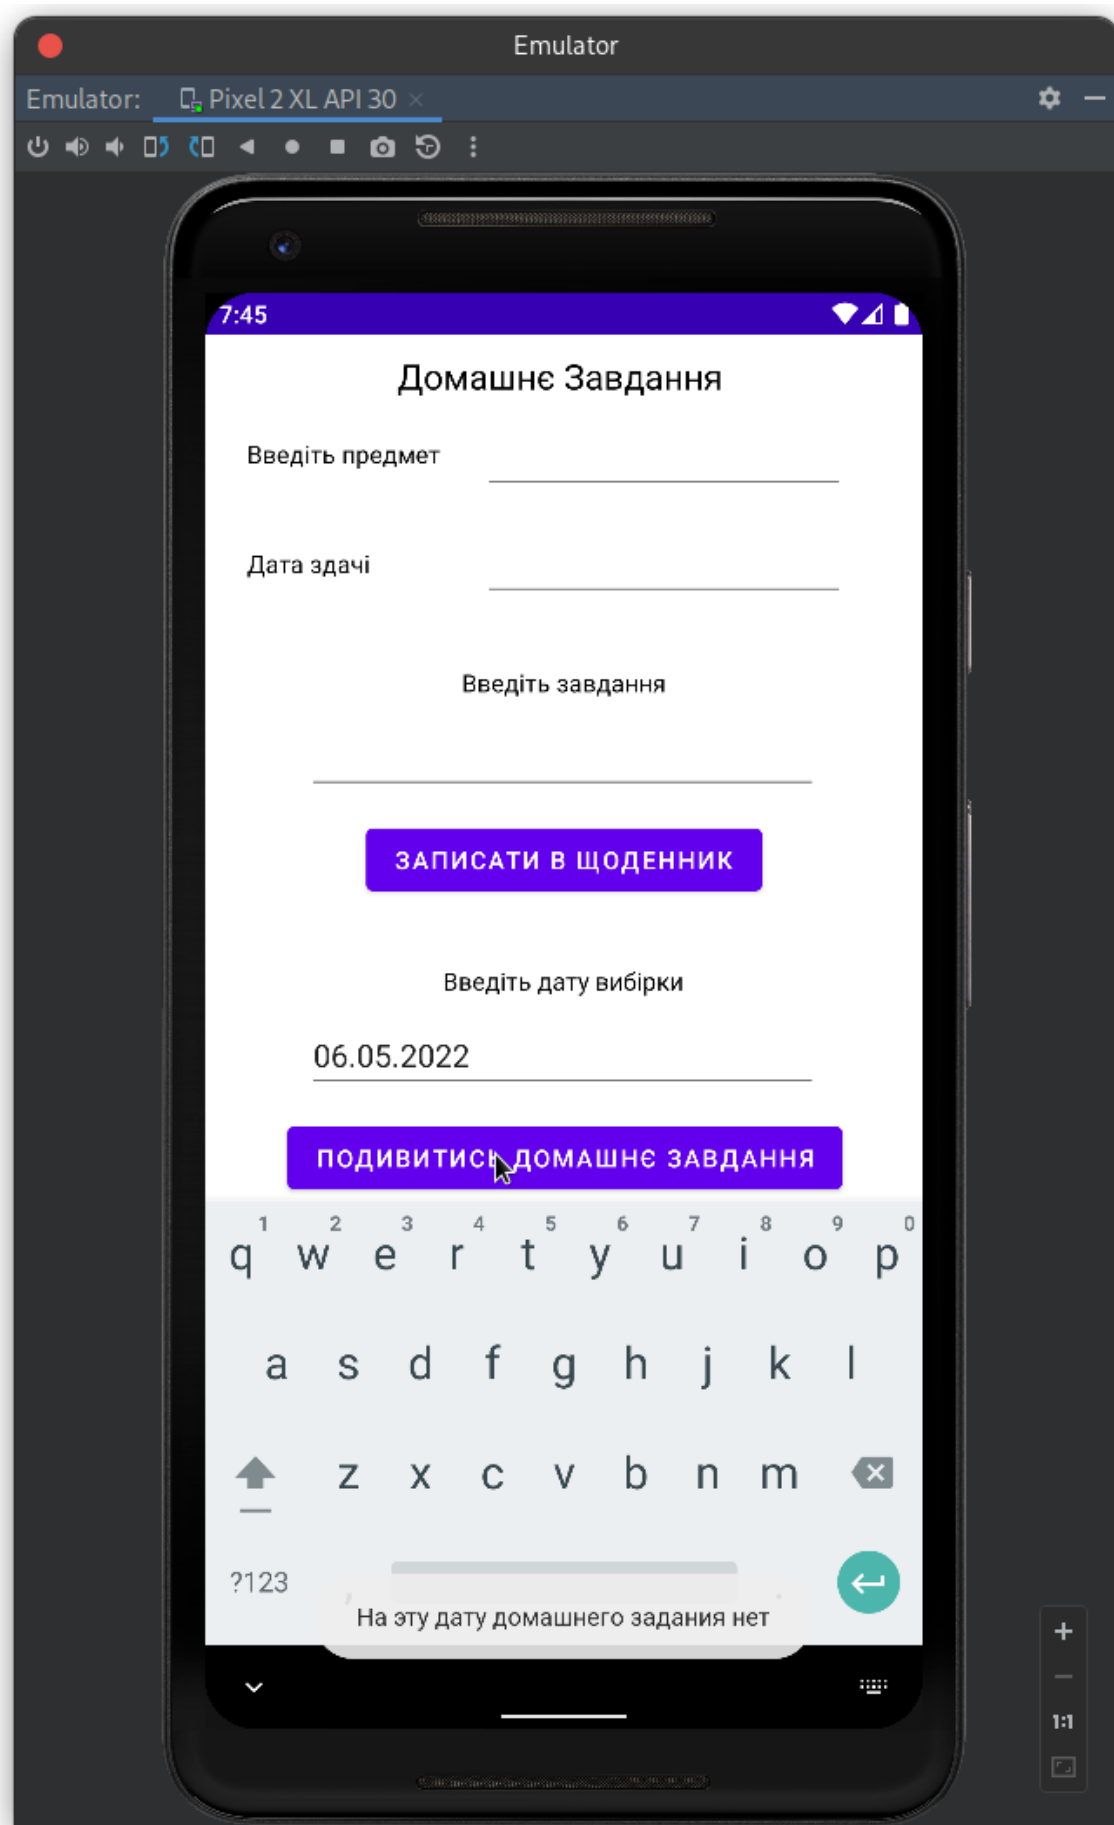 Emulator
Emulator: Pixel 2 XL API 30
7:45
Домашнє Завдання
Введіть предмет
Дата здачі
Введіть завдання
ЗАПИСАТИ В ЩОДЕННИК
Введіть дату вибірки
06.05.2022
ПОДИВИТИСЬ ДОМАШНЄ ЗАВДАННЯ
1 2 3 4 5 6 7 8 9 0
q w e r t y u i o p
a s d f g h j k l
z x c v b n m
?123 , .
На эту дату домашнего задания нет
1:1